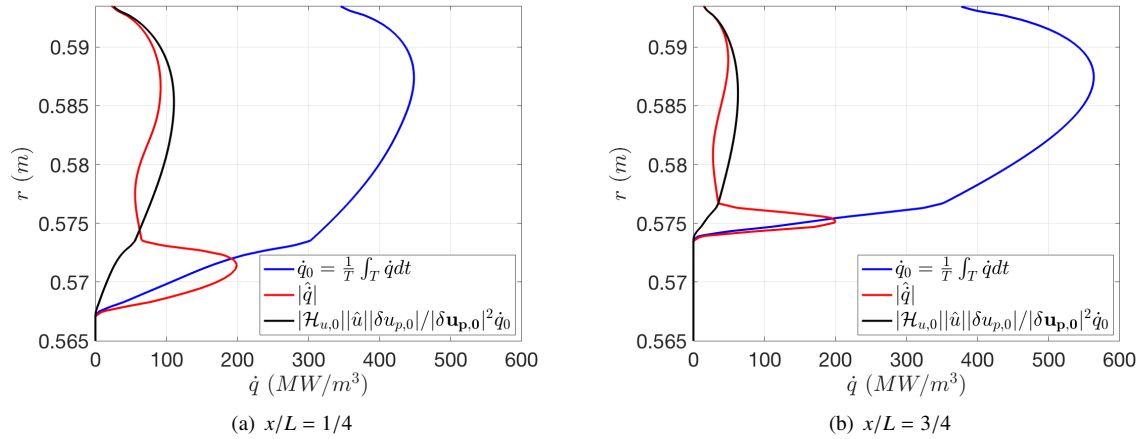 0.59
0.585
0.58
0.575
0.57
0.565
r (m)
q̇₀ = 1/T ∫_T q̇dt
|q̇̂|
|ℋ_{u,0}||û||δu_{p,0}|/|δ𝐮_{𝐩,𝟎}|²q̇₀
0 100 200 300 400 500 600
q̇ (MW/m³)
(a) x/L = 1/4
0.59
0.585
0.58
0.575
0.57
0.565
r (m)
q̇₀ = 1/T ∫_T q̇dt
|q̇̂|
|ℋ_{u,0}||û||δu_{p,0}|/|δ𝐮_{𝐩,𝟎}|²q̇₀
0 100 200 300 400 500 600
q̇ (MW/m³)
(b) x/L = 3/4